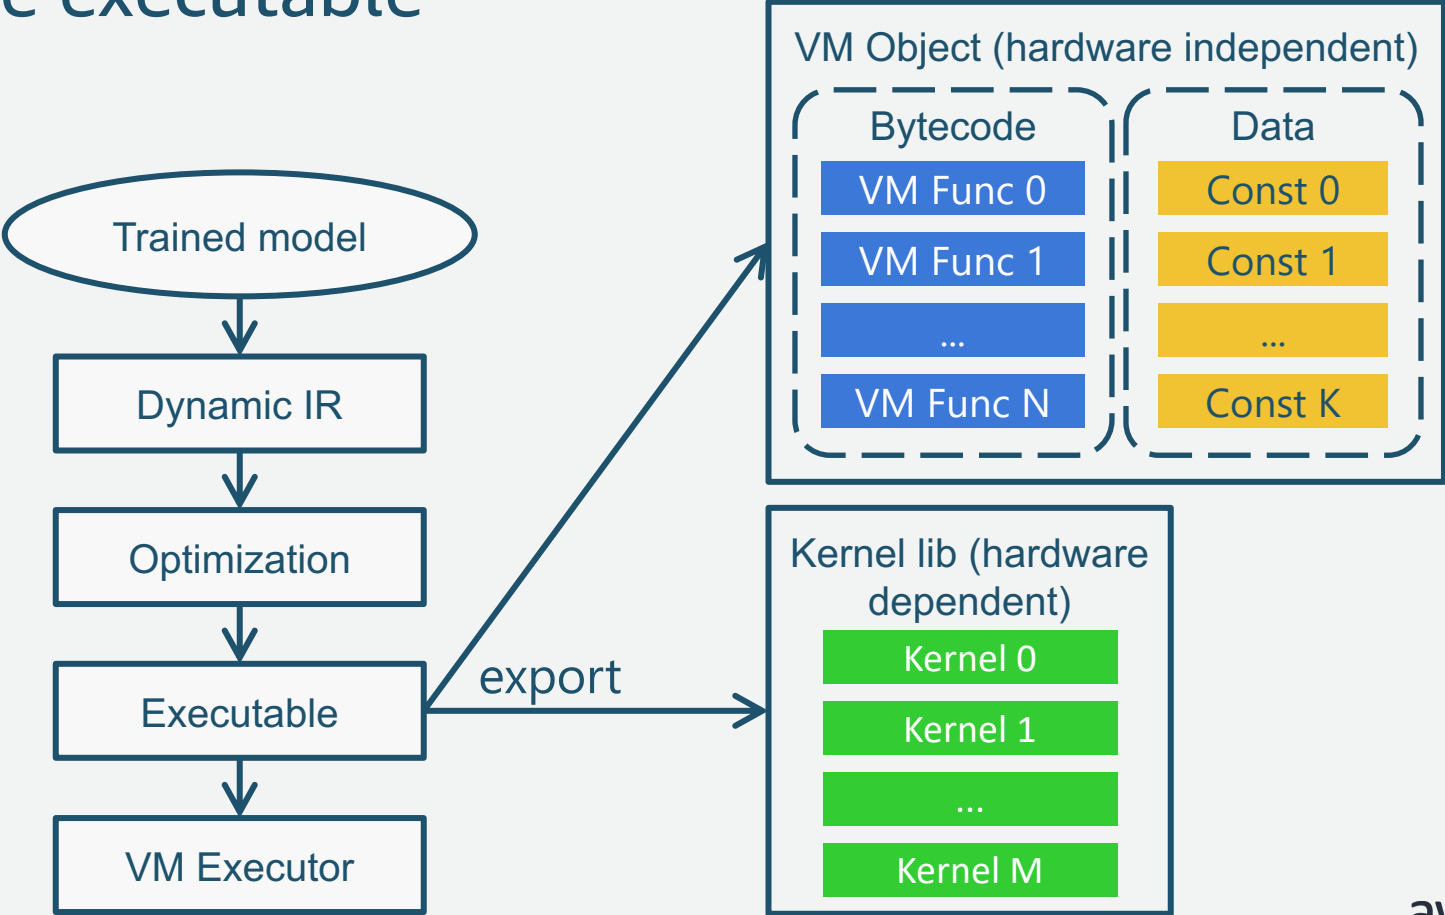 e executable
VM Object (hardware independent)
Bytecode
Data
VM Func 0
Const 0
VM Func 1
Const 1
...
...
VM Func N
Const K
Trained model
Dynamic IR
Optimization
Executable
VM Executor
export
Kernel lib (hardware
dependent)
Kernel 0
Kernel 1
...
Kernel M